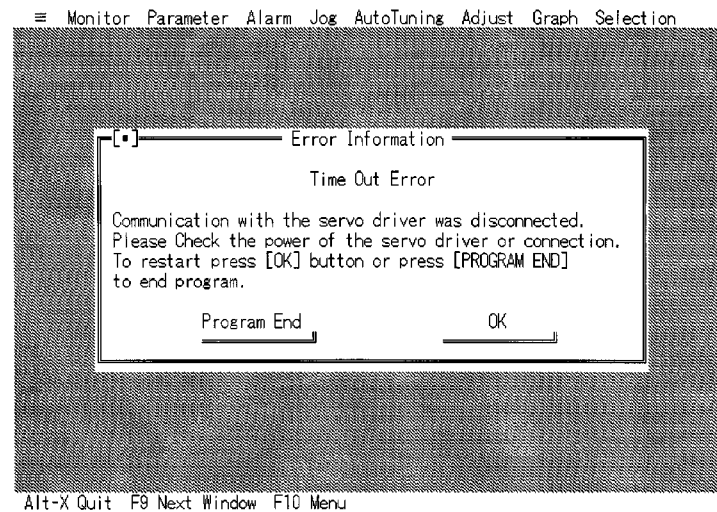 ≡ Monitor Parameter Alarm Jog AutoTuning Adjust Graph Selection
[▪] Error Information
Time Out Error
Communication with the servo driver was disconnected.
Please Check the power of the servo driver or connection.
To restart press [OK] button or press [PROGRAM END]
to end program.
Program End OK
Alt-X Quit F9 Next Window F10 Menu